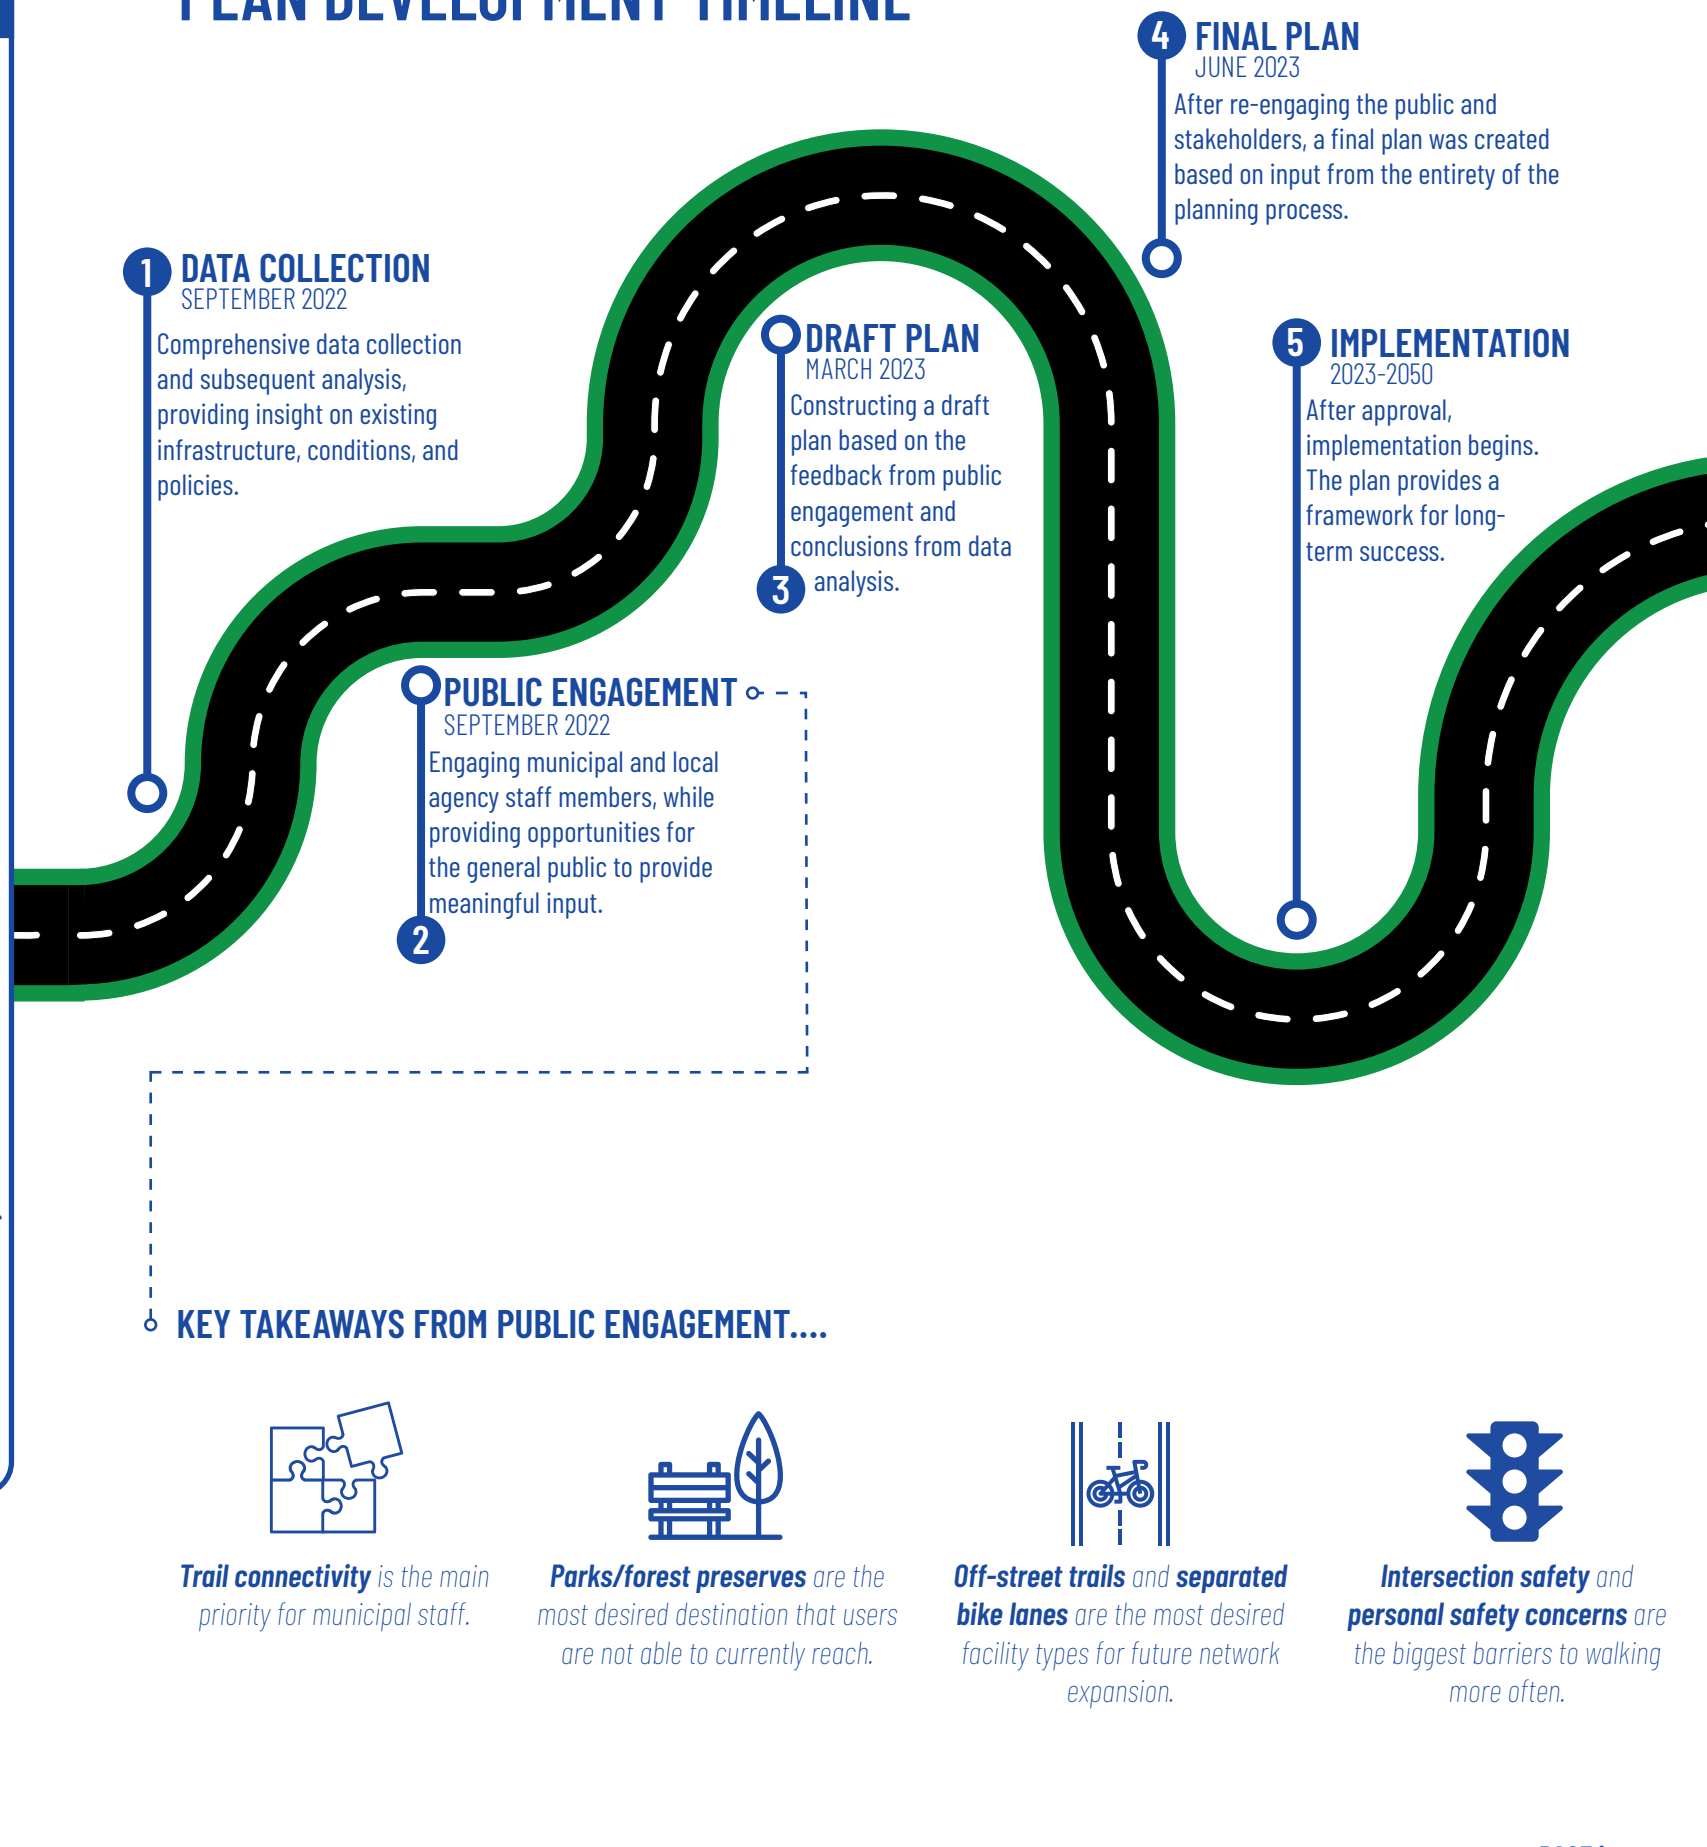 PLAN DEVELOPMENT TIMELINE
1 DATA COLLECTION
SEPTEMBER 2022
Comprehensive data collection
and subsequent analysis,
providing insight on existing
infrastructure, conditions, and
policies.
PUBLIC ENGAGEMENT
SEPTEMBER 2022
Engaging municipal and local
agency staff members, while
providing opportunities for
the general public to provide
meaningful input.
2
DRAFT PLAN
MARCH 2023
Constructing a draft
plan based on the
feedback from public
engagement and
conclusions from data
analysis.
3
4 FINAL PLAN
JUNE 2023
After re-engaging the public and
stakeholders, a final plan was created
based on input from the entirety of the
planning process.
5 IMPLEMENTATION
2023-2050
After approval,
implementation begins.
The plan provides a
framework for long-
term success.
KEY TAKEAWAYS FROM PUBLIC ENGAGEMENT....
Trail connectivity is the main
priority for municipal staff.
Parks/forest preserves are the
most desired destination that users
are not able to currently reach.
Off-street trails and separated
bike lanes are the most desired
facility types for future network
expansion.
Intersection safety and
personal safety concerns are
the biggest barriers to walking
more often.